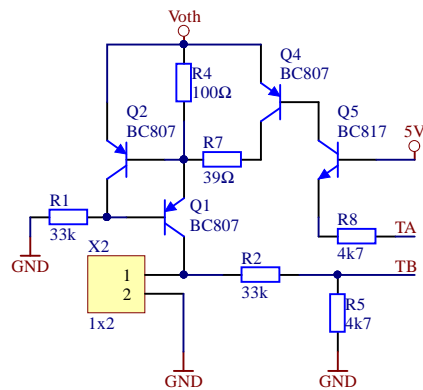 Voth
Q4
BC807
R4
100Ω
Q2
BC807
Q5
BC817
5V
R7
39Ω
R1
33k
Q1
BC807
R8
4k7
TA
GND
X2
1
2
1x2
R2
33k
TB
R5
4k7
GND
GND